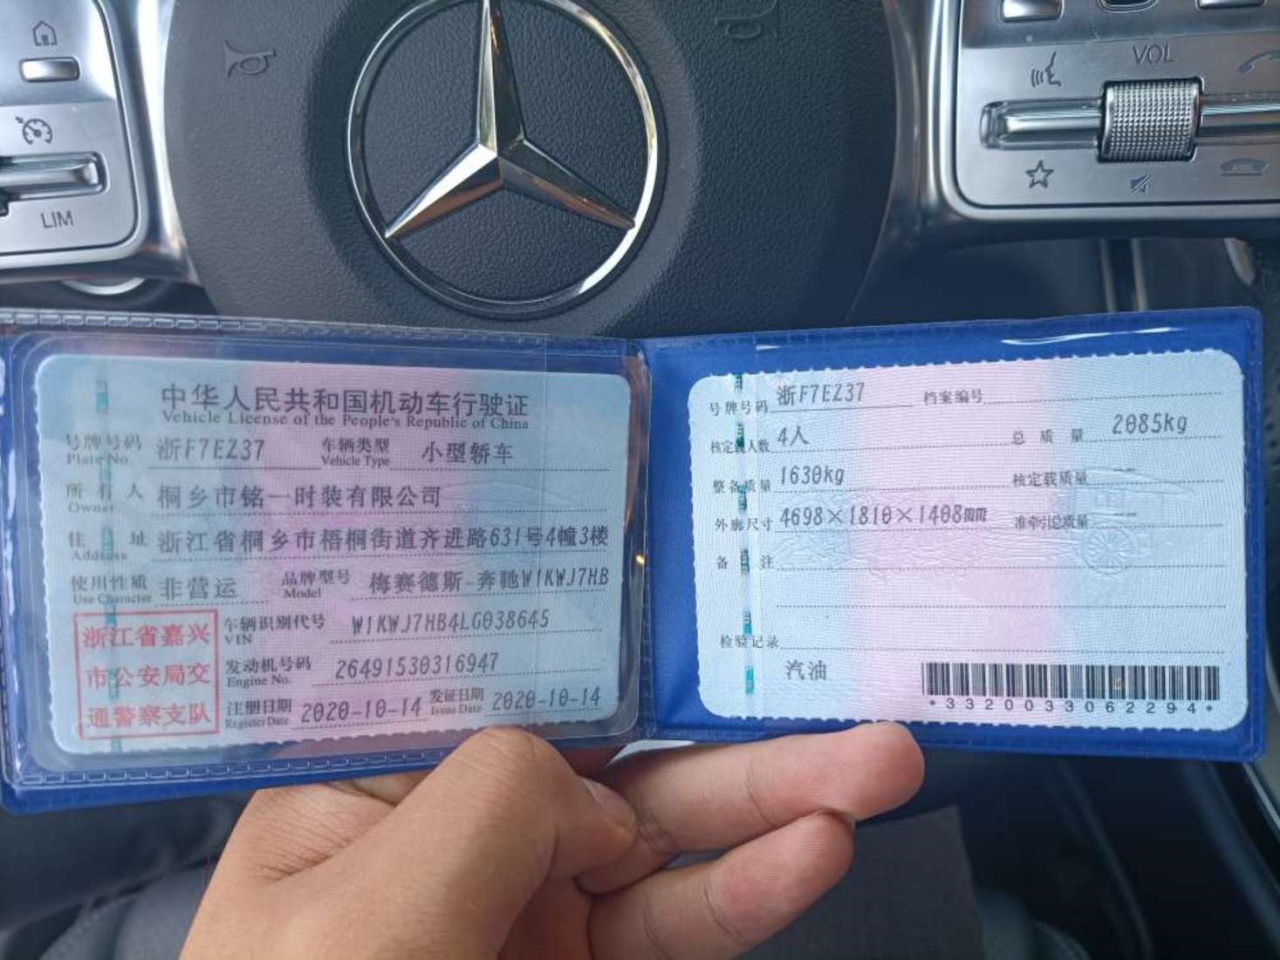 VOL
LIM
中华人民共和国机动车行驶证
Vehicle License of the People's Republic of China
号牌号码 浙F7EZ37 车辆类型 小型轿车
Plate No. Vehicle Type
所有人 桐乡市铭一时装有限公司
Owner
住址 浙江省桐乡市梧桐街道齐进路631号4幢3楼
Address
使用性质 非营运 品牌型号 梅赛德斯-奔驰W1KWJ7HB
Use Character Model
浙江省嘉兴
市公安局交
通警察支队
车辆识别代号 W1KWJ7HB4LG038645
VIN
发动机号码 26491530316947
Engine No.
注册日期 2020-10-14 发证日期 2020-10-14
Register Date Issue Date
号牌号码 浙F7EZ37 档案编号
核定载人数 4人 总质量 2085kg
整备质量 1630kg 核定载质量 --
外廓尺寸 4698×1810×1408mm 准牵引总质量 --
备注
检验记录
汽油
*3320033062294*